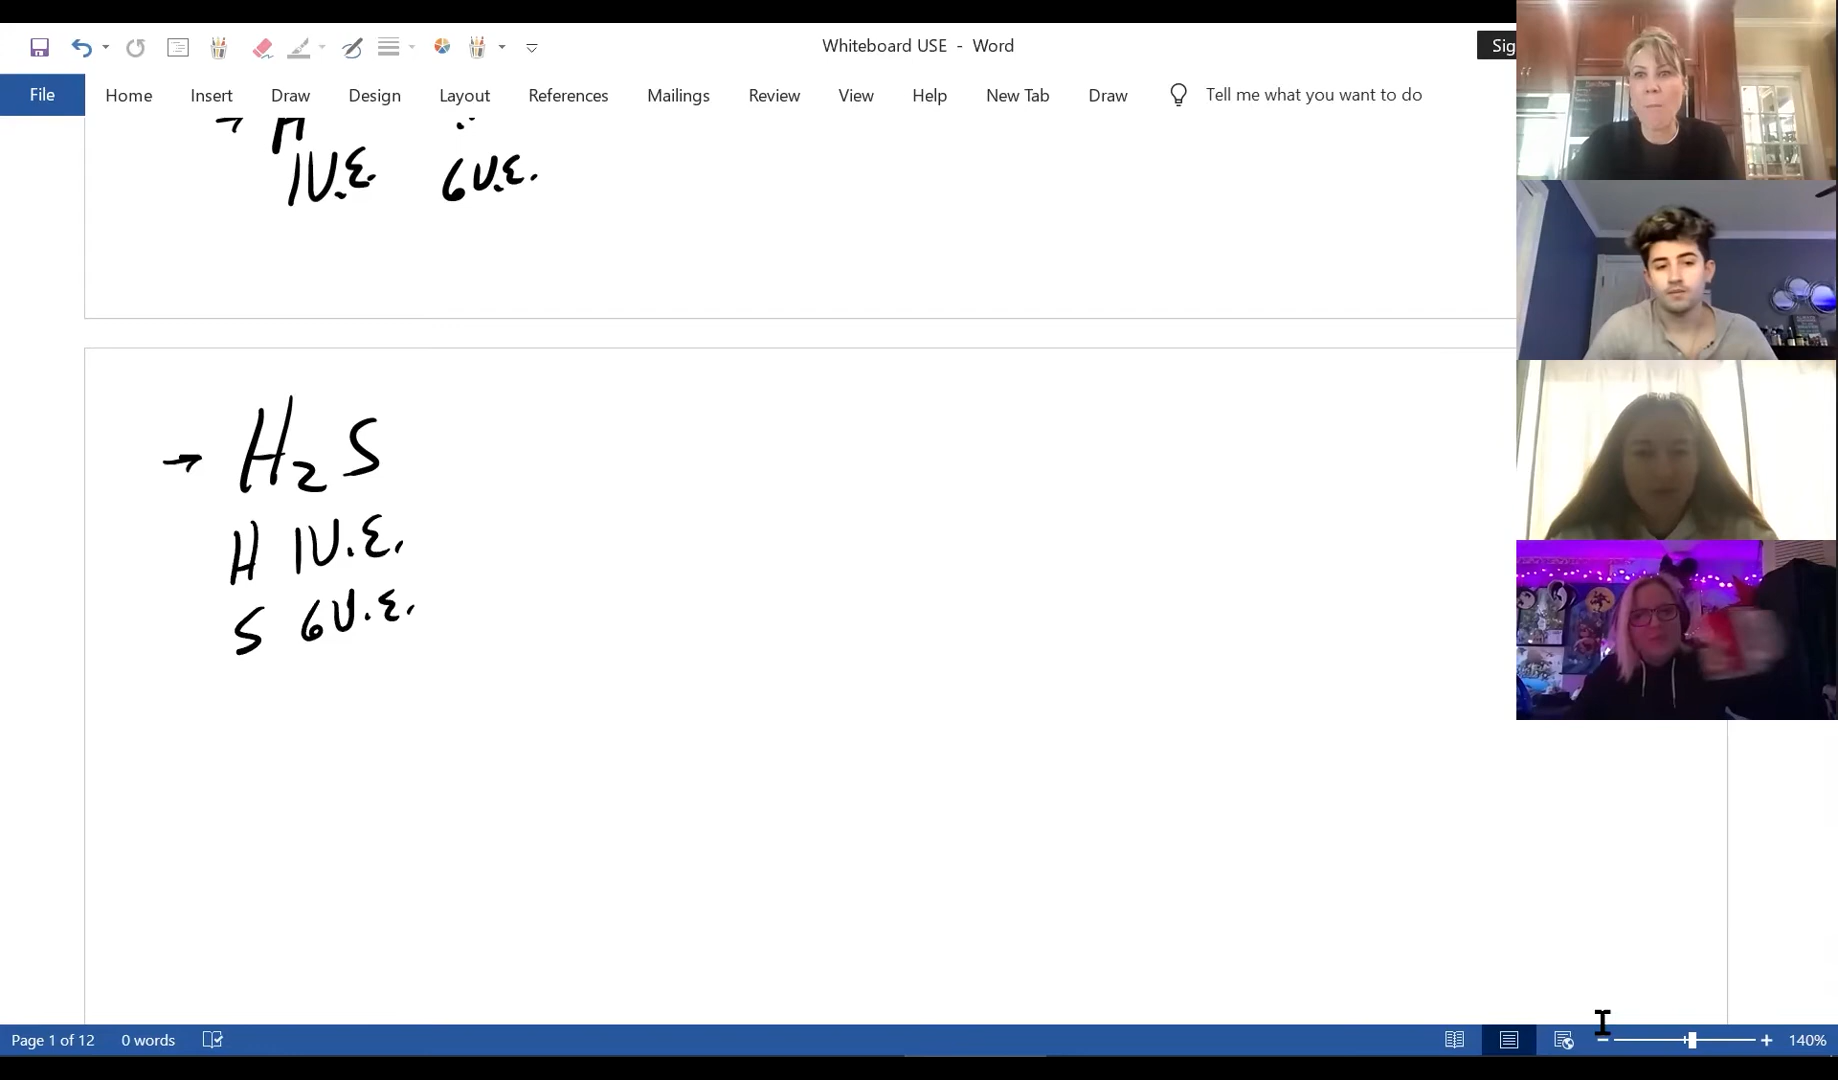 Whiteboard USE - Word
Sig
File Home Insert Draw Design Layout References Mailings Review View Help New Tab Draw Tell me what you want to do
→ H
1V.E. 6V.E.
→ H₂S
H 1V.E.
S 6V.E.
Page 1 of 12 0 words 140%